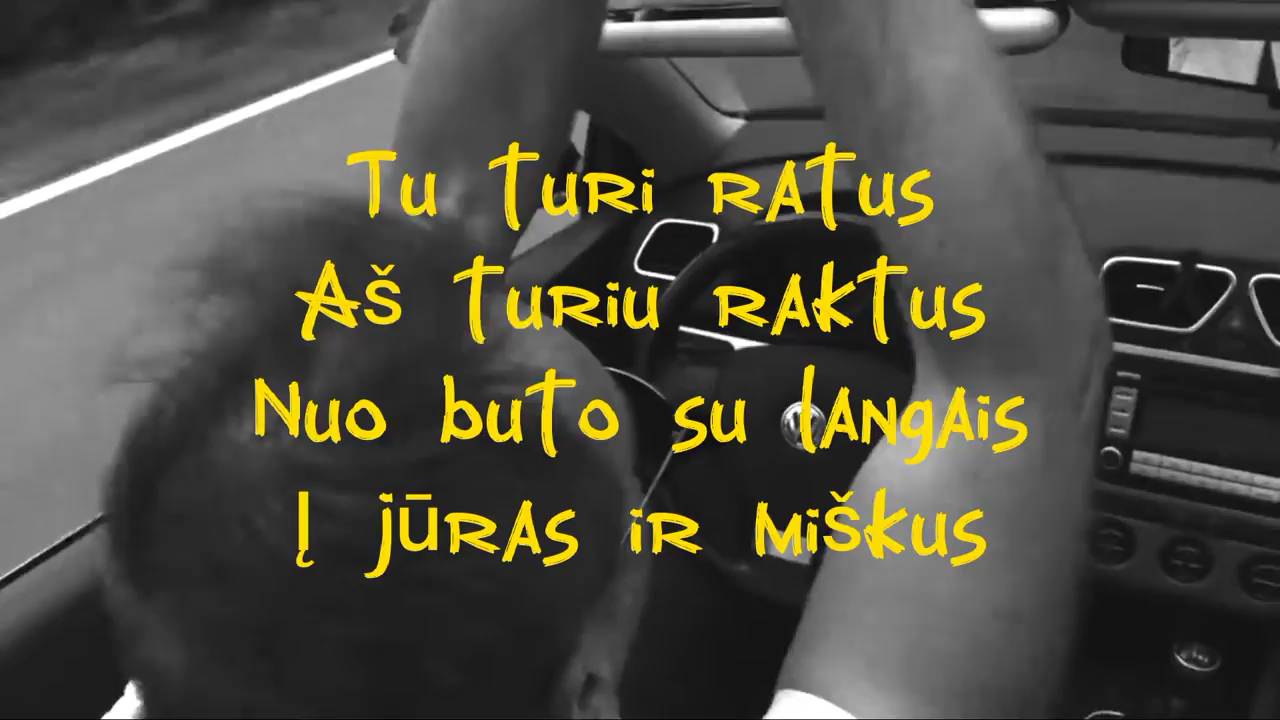 Tu turi ratus
Aš turiu raktus
Nuo buto su langais
Į jūras ir miškus